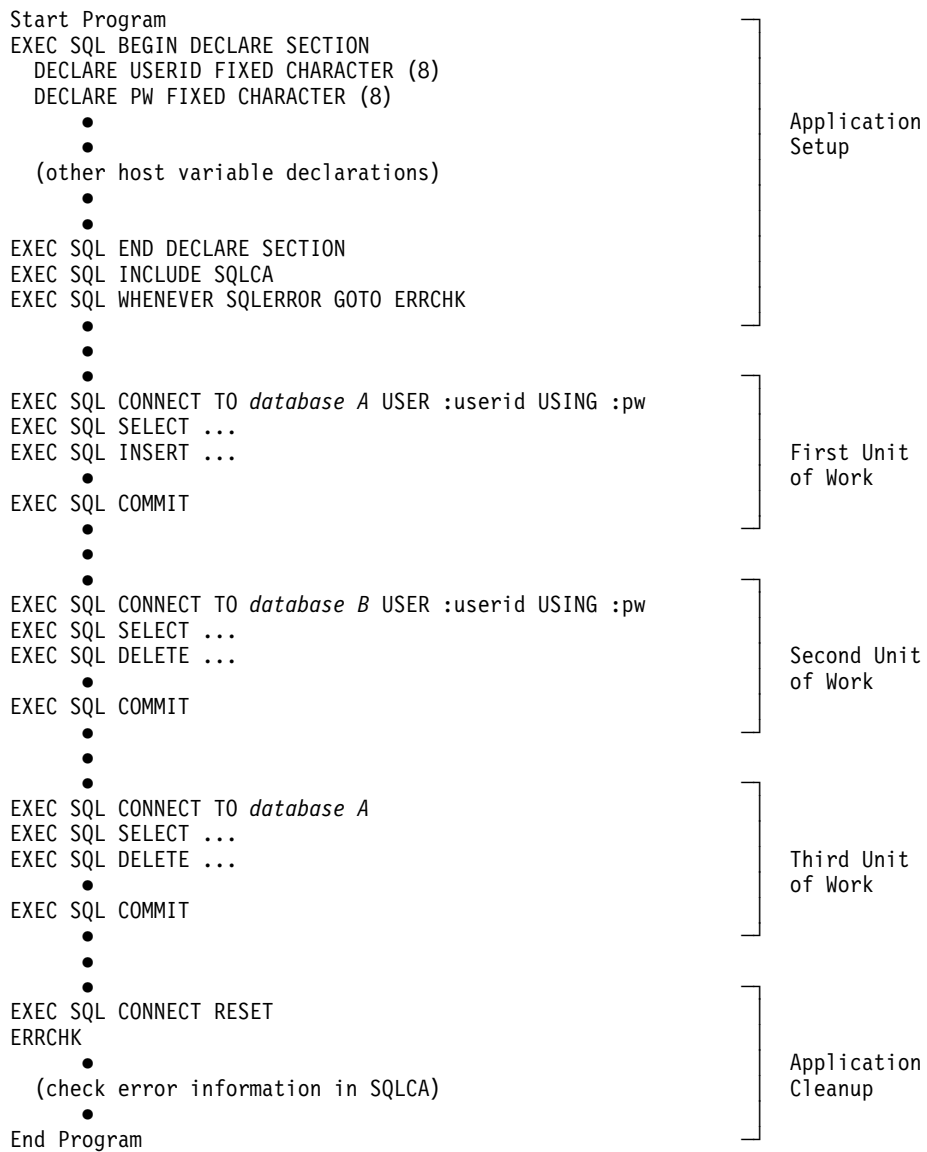 Start Program
EXEC SQL BEGIN DECLARE SECTION
DECLARE USERID FIXED CHARACTER (8)
DECLARE PW FIXED CHARACTER (8)
● Application
● Setup
(other host variable declarations)
●
●
EXEC SQL END DECLARE SECTION
EXEC SQL INCLUDE SQLCA
EXEC SQL WHENEVER SQLERROR GOTO ERRCHK
●
●
●
EXEC SQL CONNECT TO database A USER :userid USING :pw
EXEC SQL SELECT ...
EXEC SQL INSERT ... First Unit
● of Work
EXEC SQL COMMIT
●
●
●
EXEC SQL CONNECT TO database B USER :userid USING :pw
EXEC SQL SELECT ...
EXEC SQL DELETE ... Second Unit
● of Work
EXEC SQL COMMIT
●
●
●
EXEC SQL CONNECT TO database A
EXEC SQL SELECT ...
EXEC SQL DELETE ... Third Unit
● of Work
EXEC SQL COMMIT
●
●
●
EXEC SQL CONNECT RESET
ERRCHK
● Application
(check error information in SQLCA) Cleanup
●
End Program